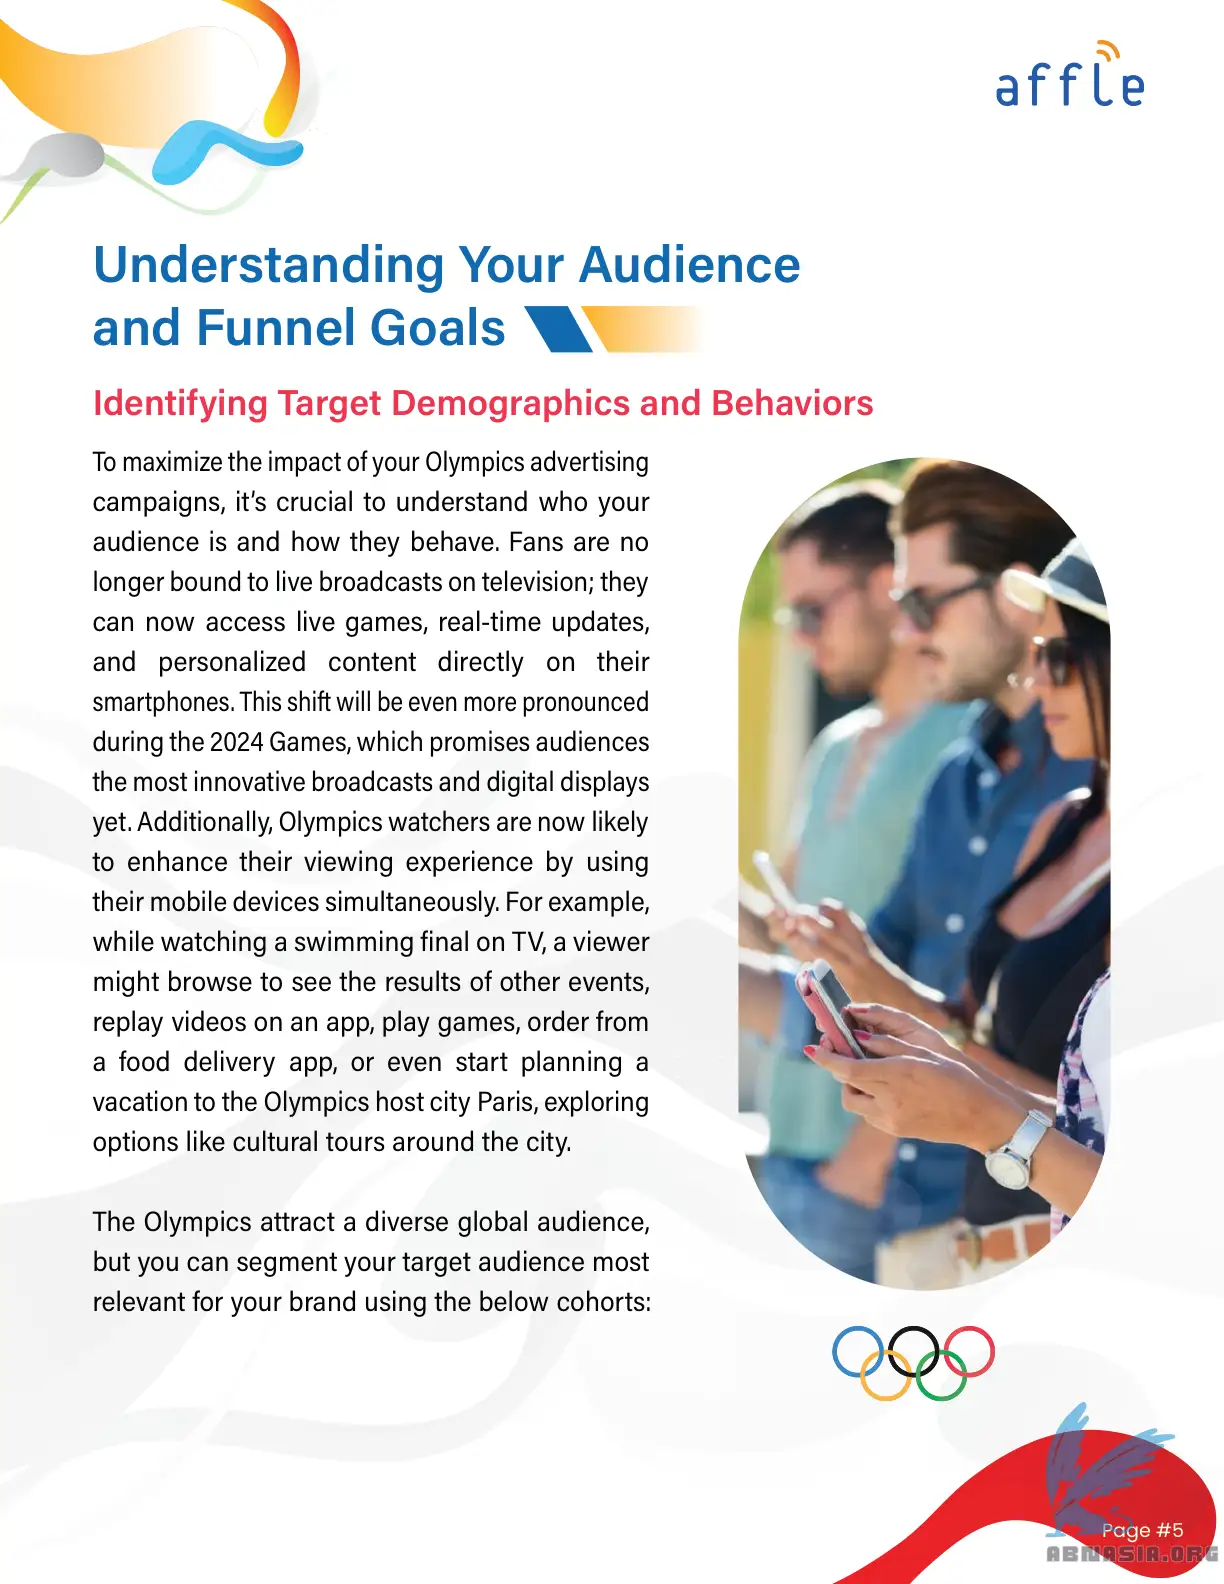 affle
Understanding Your Audience
and Funnel Goals
Identifying Target Demographics and Behaviors
To maximize the impact of your Olympics advertising
campaigns, it's crucial to understand who your
audience is and how they behave. Fans are no
longer bound to live broadcasts on television; they
can now access live games, real-time updates,
and personalized content directly on their
smartphones. This shift will be even more pronounced
during the 2024 Games, which promises audiences
the most innovative broadcasts and digital displays
yet. Additionally, Olympics watchers are now likely
to enhance their viewing experience by using
their mobile devices simultaneously. For example,
while watching a swimming final on TV, a viewer
might browse to see the results of other events,
replay videos on an app, play games, order from
a food delivery app, or even start planning a
vacation to the Olympics host city Paris, exploring
options like cultural tours around the city.
The Olympics attract a diverse global audience,
but you can segment your target audience most
relevant for your brand using the below cohorts:
Page #5
ABNASIA.ORG